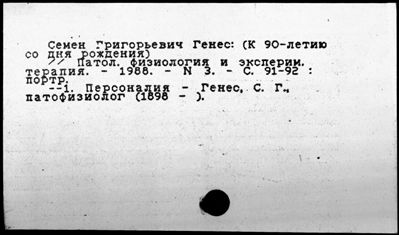 Семен Григорьевич Генес: (К 90-летию
со дня рождения)
// Патол. физиология и эксперим.
терапия. - 1988. - N 3. - С. 91-92 :
портр.
--1. Персоналия - Генес, С. Г.,
патофизиолог (1898 - ).